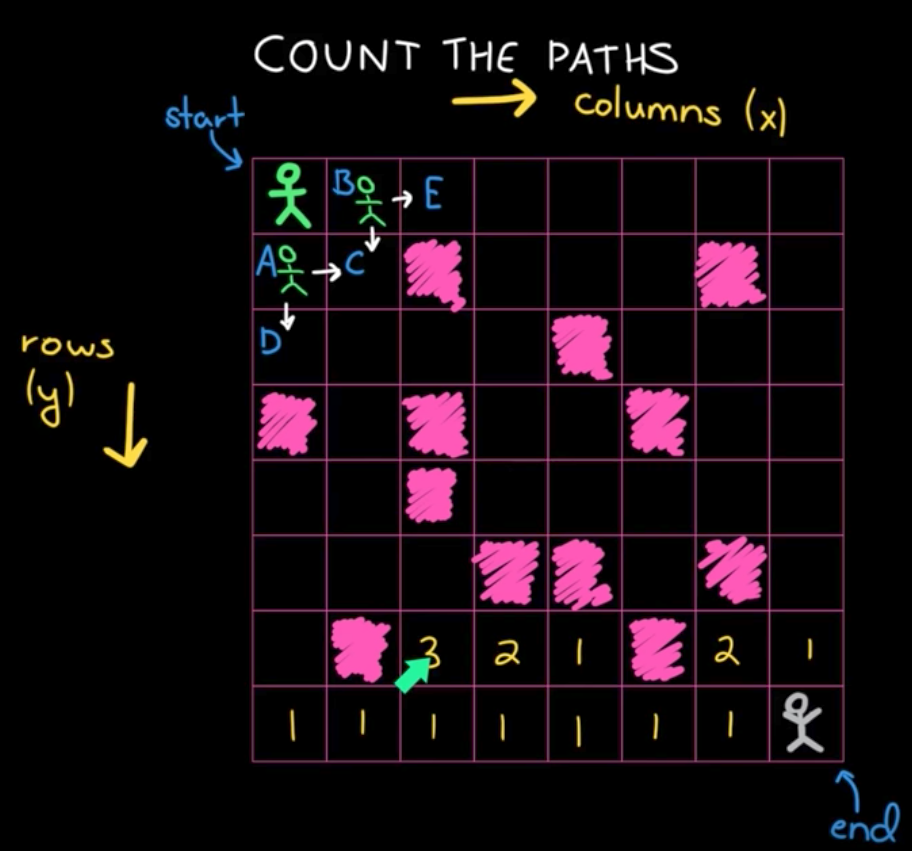 COUNT THE PATHS
→ columns (x)
start
B → E
A → C
D
rows
(y)
3 2 1 2 1
1 1 1 1 1 1 1
end